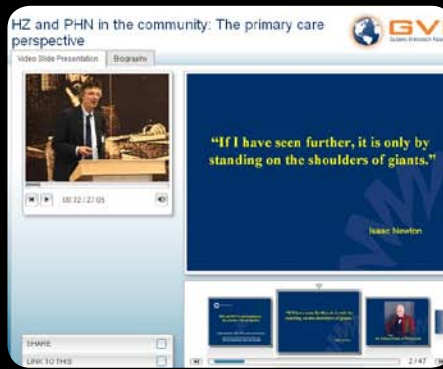 HZ and PHN in the community: The primary care
perspective
Video Slide Presentation
Biography
“If I have seen further, it is only by
standing on the shoulders of giants.”
Isaac Newton
00:32 / 27:05
SHARE
LINK TO THIS
2 / 47